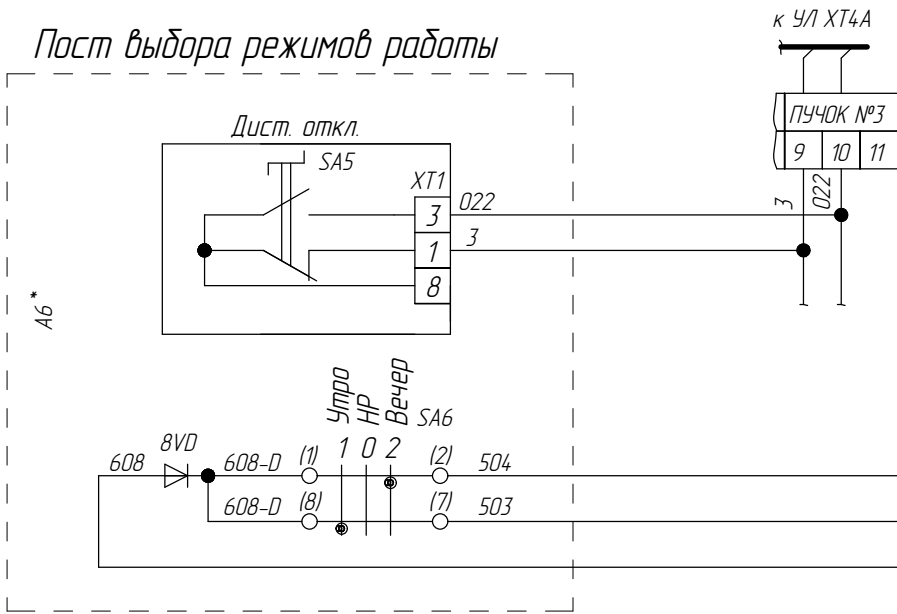 к УЛ XT4A
Пост выбора режимов работы
ПУЧОК №3
9 10 11
3 022
Дист. откл.
SA5
XT1
3 022
1 3
8
A6*
Утро НР Вечер SA6
1 0 2
608 8VD 608-D (1) (2) 504
608-D (8) (7) 503